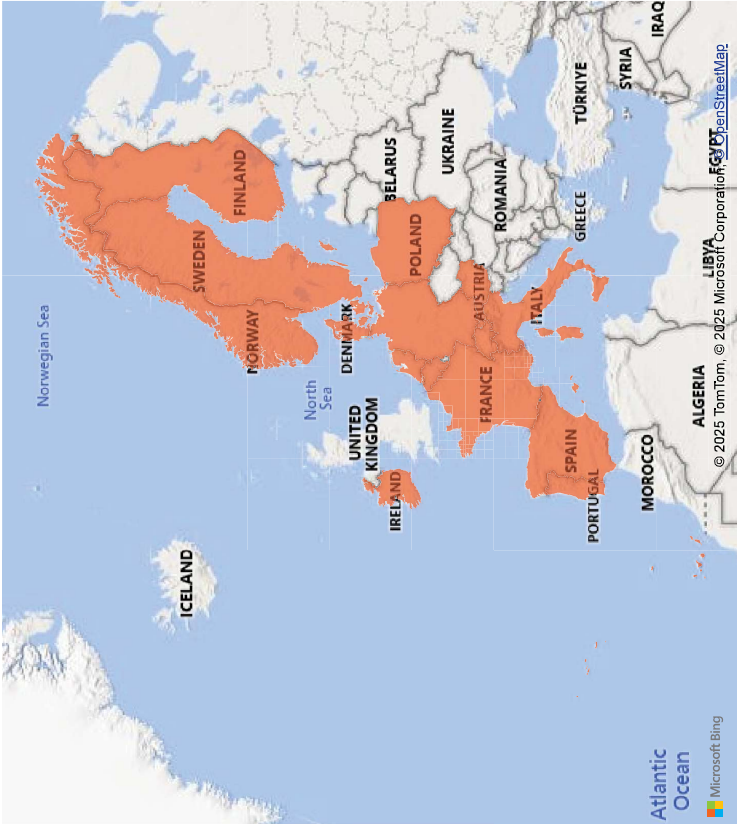 Norwegian Sea
FINLAND
SWEDEN
NORWAY
ICELAND
North
Sea
DENMARK
UNITED
KINGDOM
IRELAND
BELARUS
POLAND
UKRAINE
AUSTRIA
FRANCE
ROMANIA
ITALY
SPAIN
PORTUGAL
GREECE
TÜRKIYE
SYRIA
IRAQ
MOROCCO
ALGERIA
LIBYA
EGYPT
Atlantic
Ocean
Microsoft Bing
© 2025 TomTom, © 2025 Microsoft Corporation, © OpenStreetMap